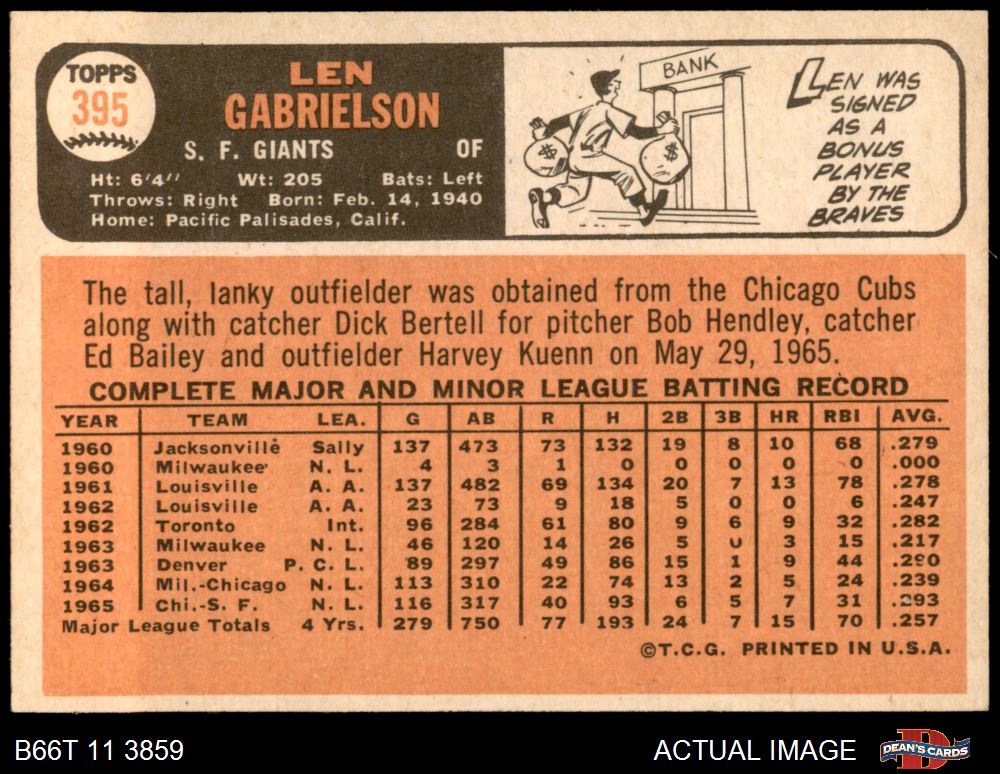 TOPPS
395
LEN
GABRIELSON
S. F. GIANTS OF
Ht: 6'4" Wt: 205 Bats: Left
Throws: Right Born: Feb. 14, 1940
Home: Pacific Palisades, Calif.
BANK
$ $
LEN WAS
SIGNED
AS A
BONUS
PLAYER
BY THE
BRAVES
The tall, lanky outfielder was obtained from the Chicago Cubs
along with catcher Dick Bertell for pitcher Bob Hendley, catcher
Ed Bailey and outfielder Harvey Kuenn on May 29, 1965.
COMPLETE MAJOR AND MINOR LEAGUE BATTING RECORD
YEAR TEAM LEA. G AB R H 2B 3B HR RBI AVG.
1960 Jacksonville Sally 137 473 73 132 19 8 10 68 .279
1960 Milwaukee N. L. 4 3 1 0 0 0 0 0 .000
1961 Louisville A. A. 137 482 69 134 20 7 13 78 .278
1962 Louisville A. A. 23 73 9 18 5 0 0 6 .247
1962 Toronto Int. 96 284 61 80 9 6 9 32 .282
1963 Milwaukee N. L. 46 120 14 26 5 0 3 15 .217
1963 Denver P. C. L. 89 297 49 86 15 1 9 44 .290
1964 Mil.-Chicago N. L. 113 310 22 74 13 2 5 24 .239
1965 Chi.-S. F. N. L. 116 317 40 93 6 5 7 31 .293
Major League Totals 4 Yrs. 279 750 77 193 24 7 15 70 .257
©T.C.G. PRINTED IN U.S.A.
B66T 11 3859 ACTUAL IMAGE DEAN'S CARDS